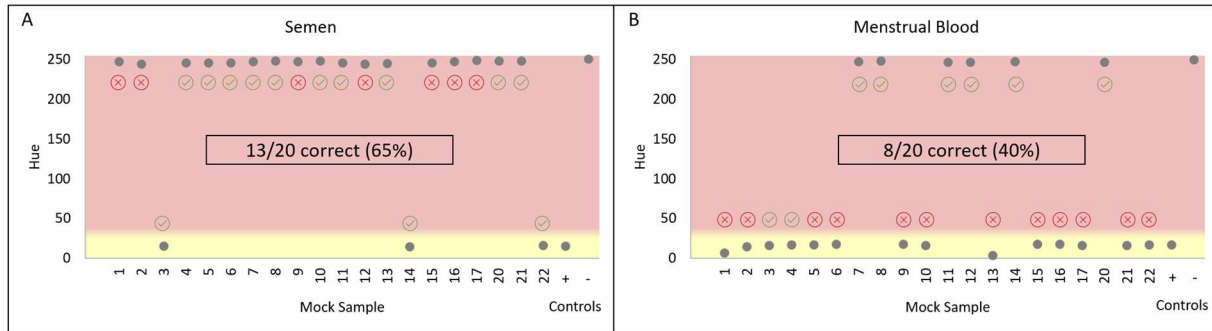 A
Semen
250
200
150
100
50
0
Hue
13/20 correct (65%)
1 2 3 4 5 6 7 8 9 10 11 12 13 14 15 16 17 20 21 22 + -
Mock Sample
Controls
B
Menstrual Blood
250
200
150
100
50
0
Hue
8/20 correct (40%)
1 2 3 4 5 6 7 8 9 10 11 12 13 14 15 16 17 20 21 22 + -
Mock Sample
Controls